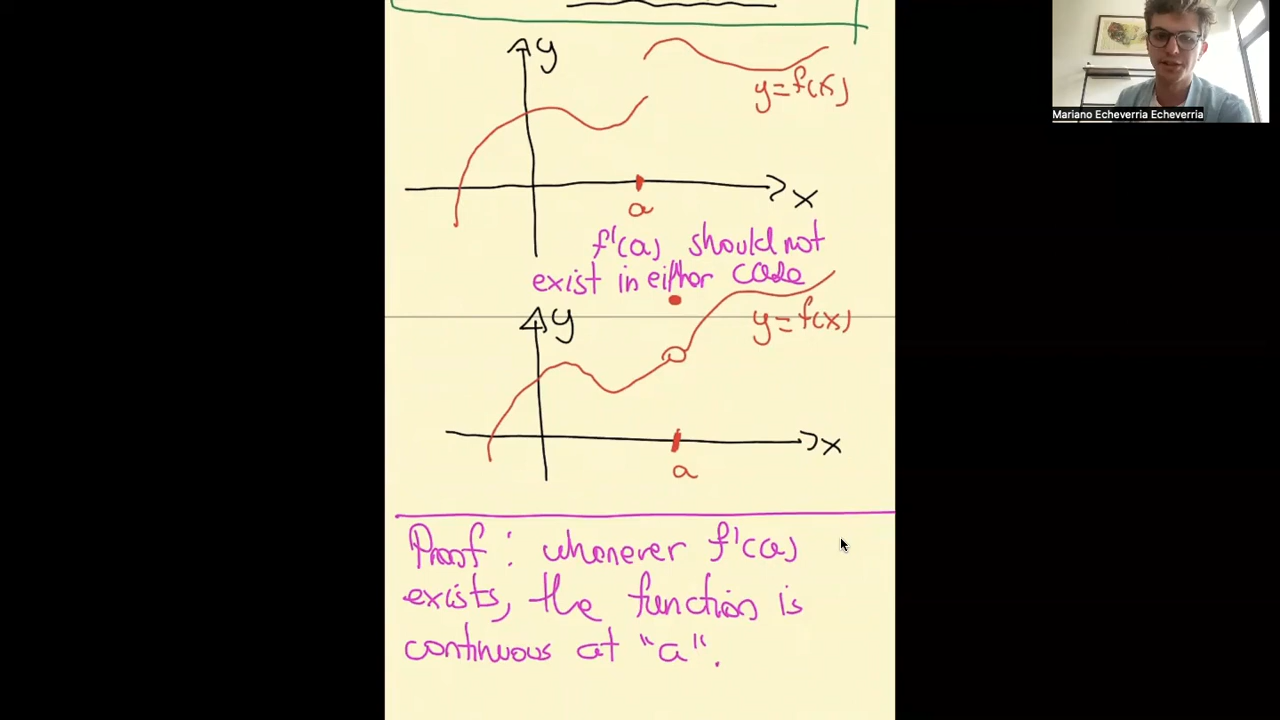 y
y=f(x)
Mariano Echeverria Echeverria
x
a
f'(a) should not
exist in either case
y
y=f(x)
x
a
Proof: whenever f'(a)
exists, the function is
continuous at "a".